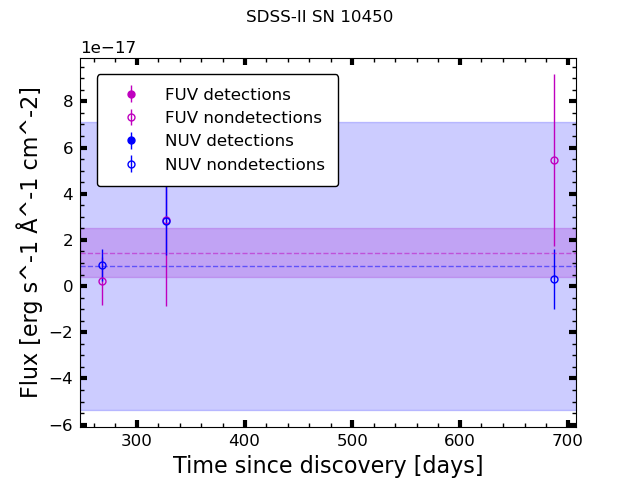 SDSS-II SN 10450
1e−17
FUV detections
FUV nondetections
NUV detections
NUV nondetections
8
6
4
2
0
−2
−4
−6
Flux [erg s^-1 Å^-1 cm^-2]
300 400 500 600 700
Time since discovery [days]